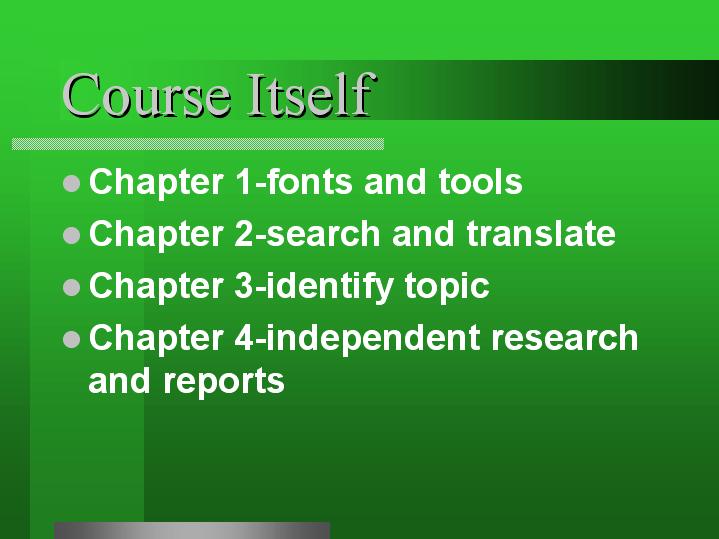 Course Itself
Chapter 1-fonts and tools
Chapter 2-search and translate
Chapter 3-identify topic
Chapter 4-independent research
and reports